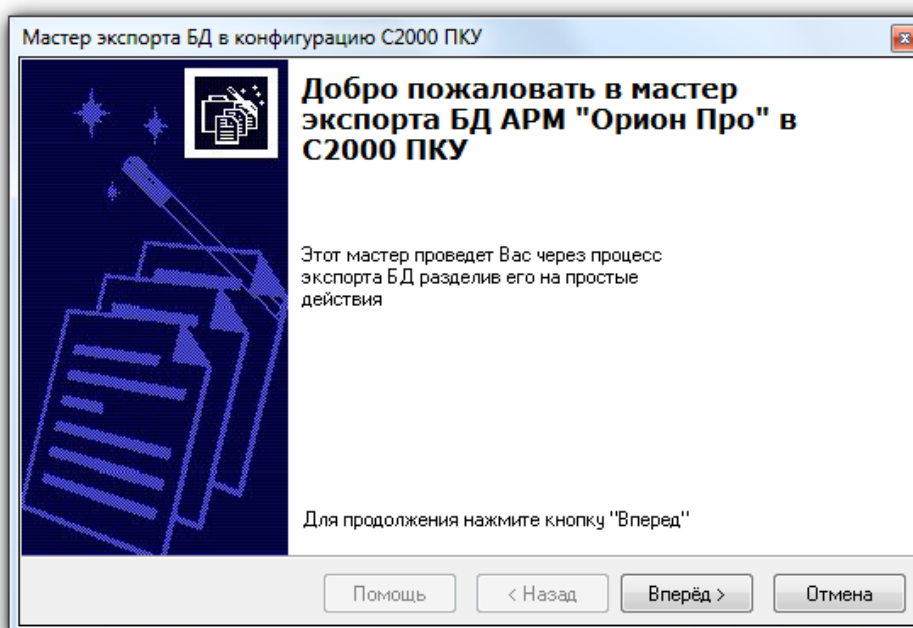 Мастер экспорта БД в конфигурацию С2000 ПКУ
Добро пожаловать в мастер
экспорта БД АРМ "Орион Про" в
С2000 ПКУ
Этот мастер проведет Вас через процесс
экспорта БД разделив его на простые
действия
Для продолжения нажмите кнопку "Вперед"
Помощь
< Назад
Вперёд >
Отмена